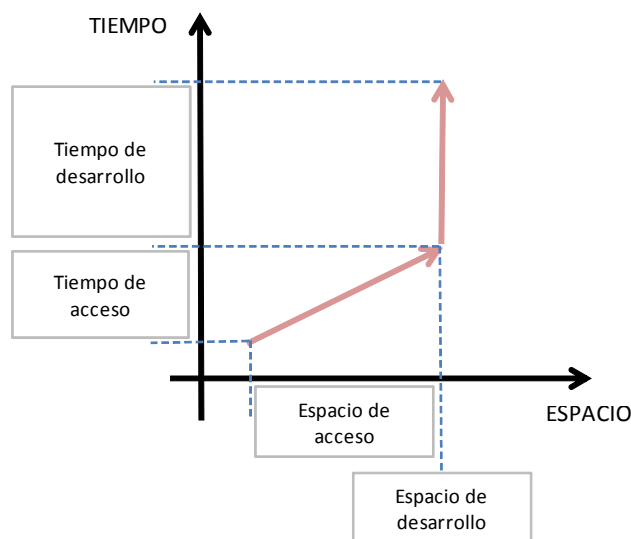 TIEMPO
Tiempo de
desarrollo
Tiempo de
acceso
Espacio de
acceso
ESPACIO
Espacio de
desarrollo